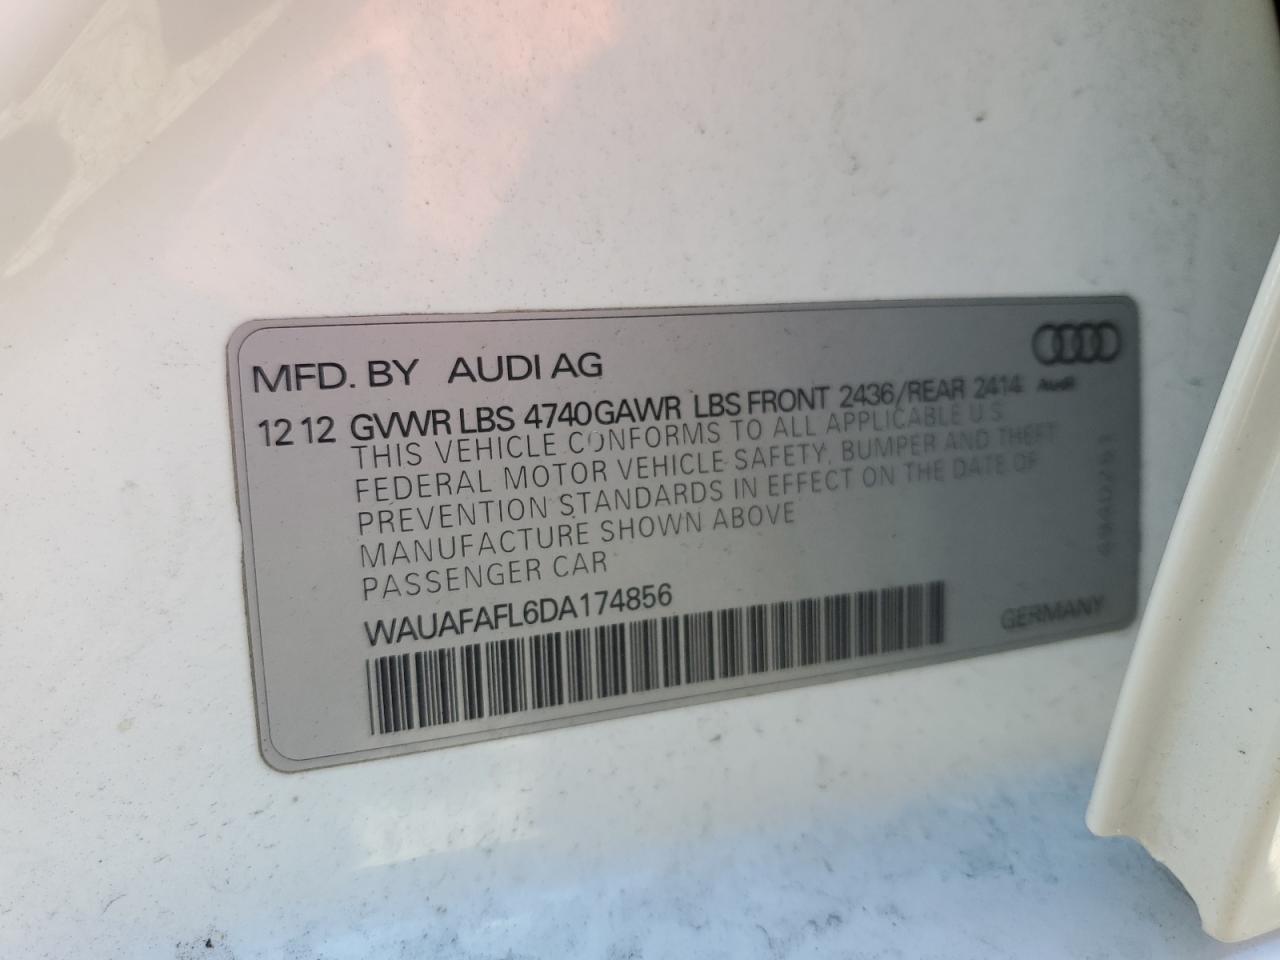 MFD. BY AUDI AG
Audi
12 12 GVWR LBS 4740 GAWR LBS FRONT 2436/REAR 2414
THIS VEHICLE CONFORMS TO ALL APPLICABLE U.S.
FEDERAL MOTOR VEHICLE SAFETY, BUMPER AND THEFT
PREVENTION STANDARDS IN EFFECT ON THE DATE OF
MANUFACTURE SHOWN ABOVE
PASSENGER CAR
WAUAFAFL6DA174856
GERMANY